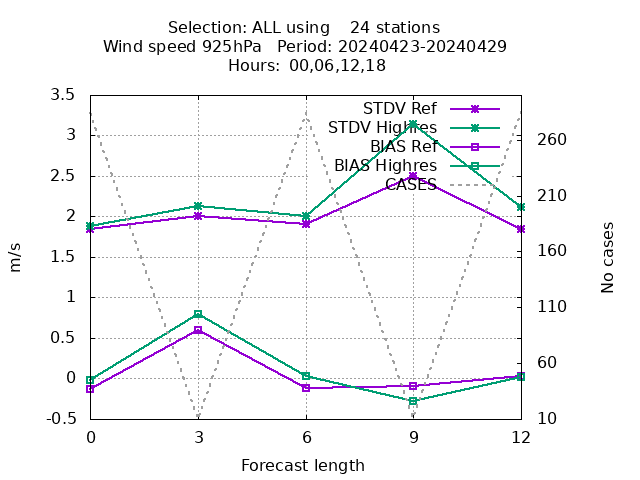 Selection: ALL using    24 stations
Wind speed 925hPa   Period: 20240423-20240429
Hours: 00,06,12,18
3.5
3
2.5
2
1.5
1
0.5
0
-0.5
m/s
STDV Ref
STDV Highres
BIAS Ref
BIAS Highres
CASES
260
210
160
110
60
10
No cases
0 3 6 9 12
Forecast length